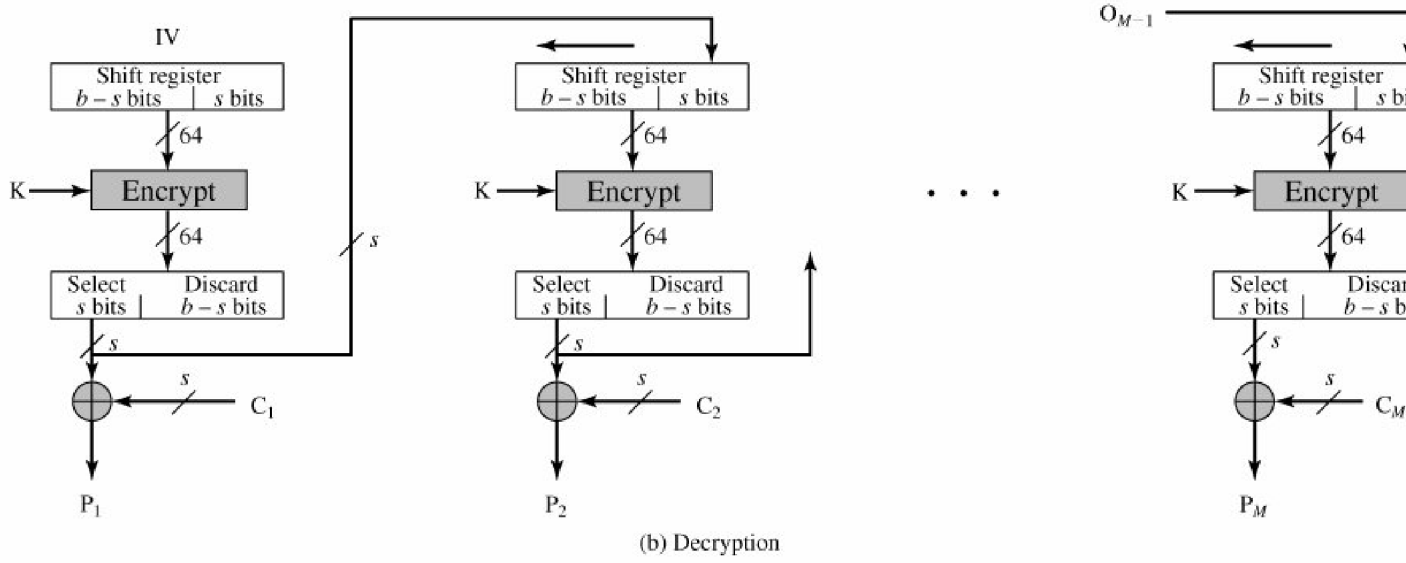 O_{M−1}
IV
Shift register
b – s bits | s bits
64
K
Encrypt
64
Select Discard
s bits | b – s bits
s
s
C_1
P_1
s
Shift register
b – s bits | s bits
64
K
Encrypt
64
Select Discard
s bits | b – s bits
s
s
C_2
P_2
. . .
Shift register
b – s bits | s
64
K
Encrypt
64
Select
s bits | b – s
s
s
C_M
P_M
(b) Decryption